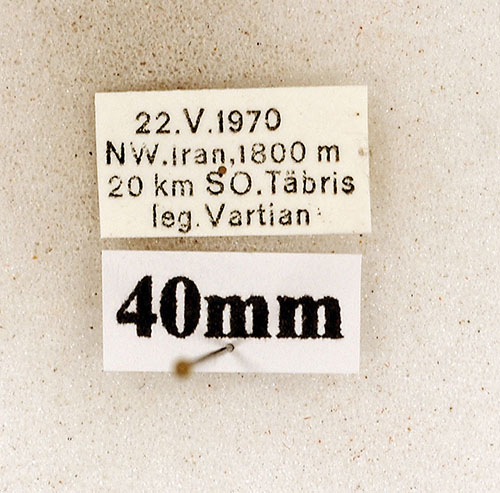 22.V.1970
NW.Iran,1800 m
20 km SO.Täbris
leg.Vartian
40mm